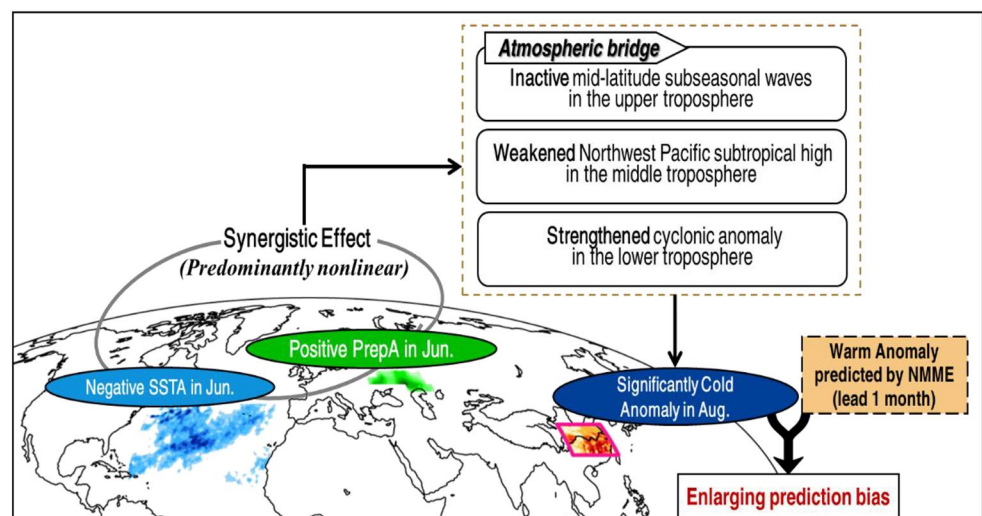 Atmospheric bridge
Inactive mid-latitude subseasonal waves
in the upper troposphere
Weakened Northwest Pacific subtropical high
in the middle troposphere
Strengthened cyclonic anomaly
in the lower troposphere
Synergistic Effect
(Predominantly nonlinear)
Positive PrepA in Jun.
Negative SSTA in Jun.
Significantly Cold
Anomaly in Aug.
Warm Anomaly
predicted by NMME
(lead 1 month)
Enlarging prediction bias